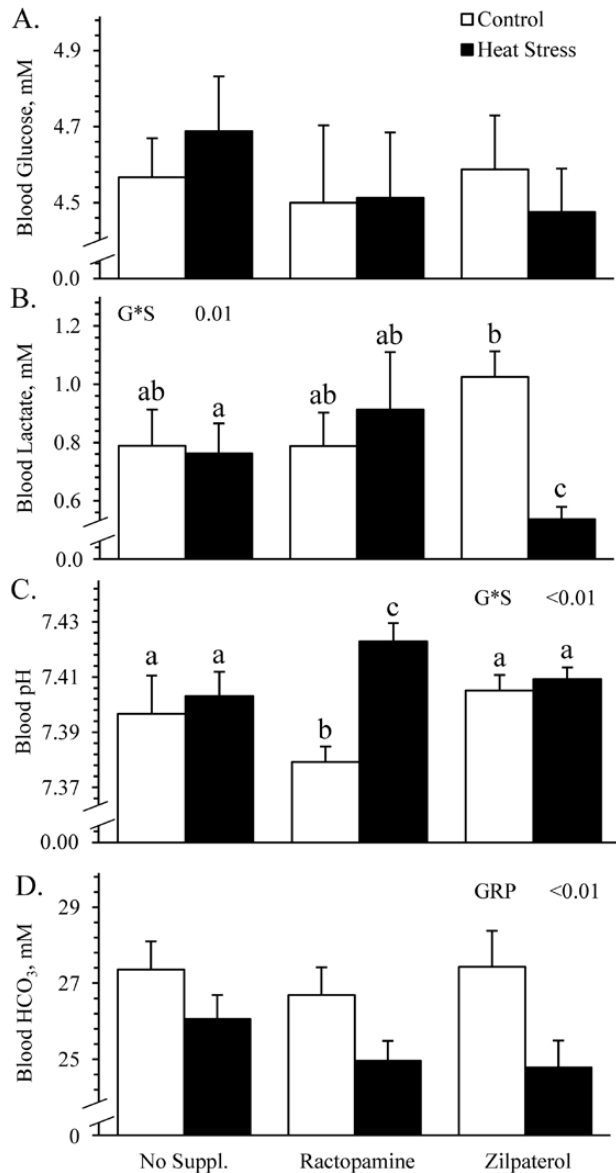 A.
Control
Heat Stress
Blood Glucose, mM
4.9
4.7
4.5
0.0
B.
G*S 0.01
Blood Lactate, mM
1.2
1.0
0.8
0.6
0.0
ab
a
ab
ab
b
c
C.
G*S <0.01
Blood pH
7.43
7.41
7.39
7.37
0.00
a
a
b
c
a
a
D.
GRP <0.01
Blood HCO₃, mM
29
27
25
0
No Suppl. Ractopamine Zilpaterol